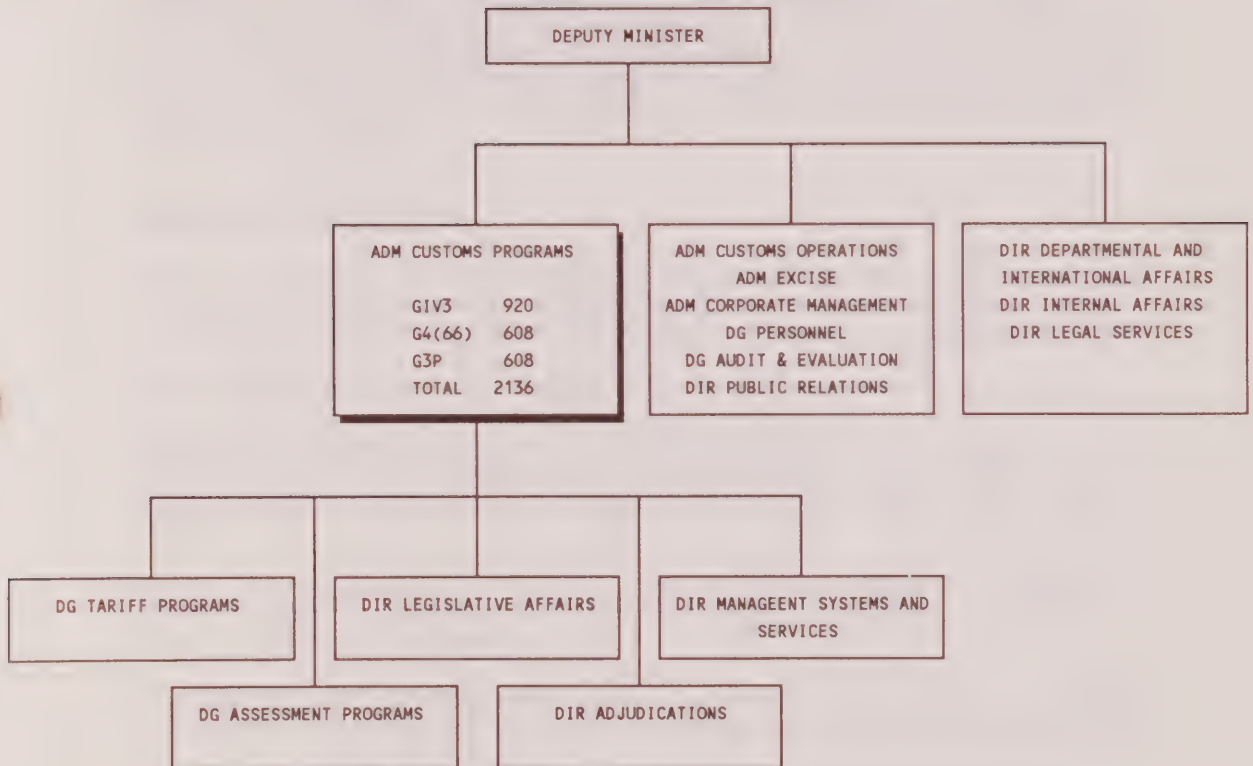 DEPUTY MINISTER
ADM CUSTOMS PROGRAMS
GIV3 920
G4(66) 608
G3P 608
TOTAL 2136
ADM CUSTOMS OPERATIONS
ADM EXCISE
ADM CORPORATE MANAGEMENT
DG PERSONNEL
DG AUDIT & EVALUATION
DIR PUBLIC RELATIONS
DIR DEPARTMENTAL AND
INTERNATIONAL AFFAIRS
DIR INTERNAL AFFAIRS
DIR LEGAL SERVICES
DG TARIFF PROGRAMS
DIR LEGISLATIVE AFFAIRS
DIR MANAGEENT SYSTEMS AND
SERVICES
DG ASSESSMENT PROGRAMS
DIR ADJUDICATIONS